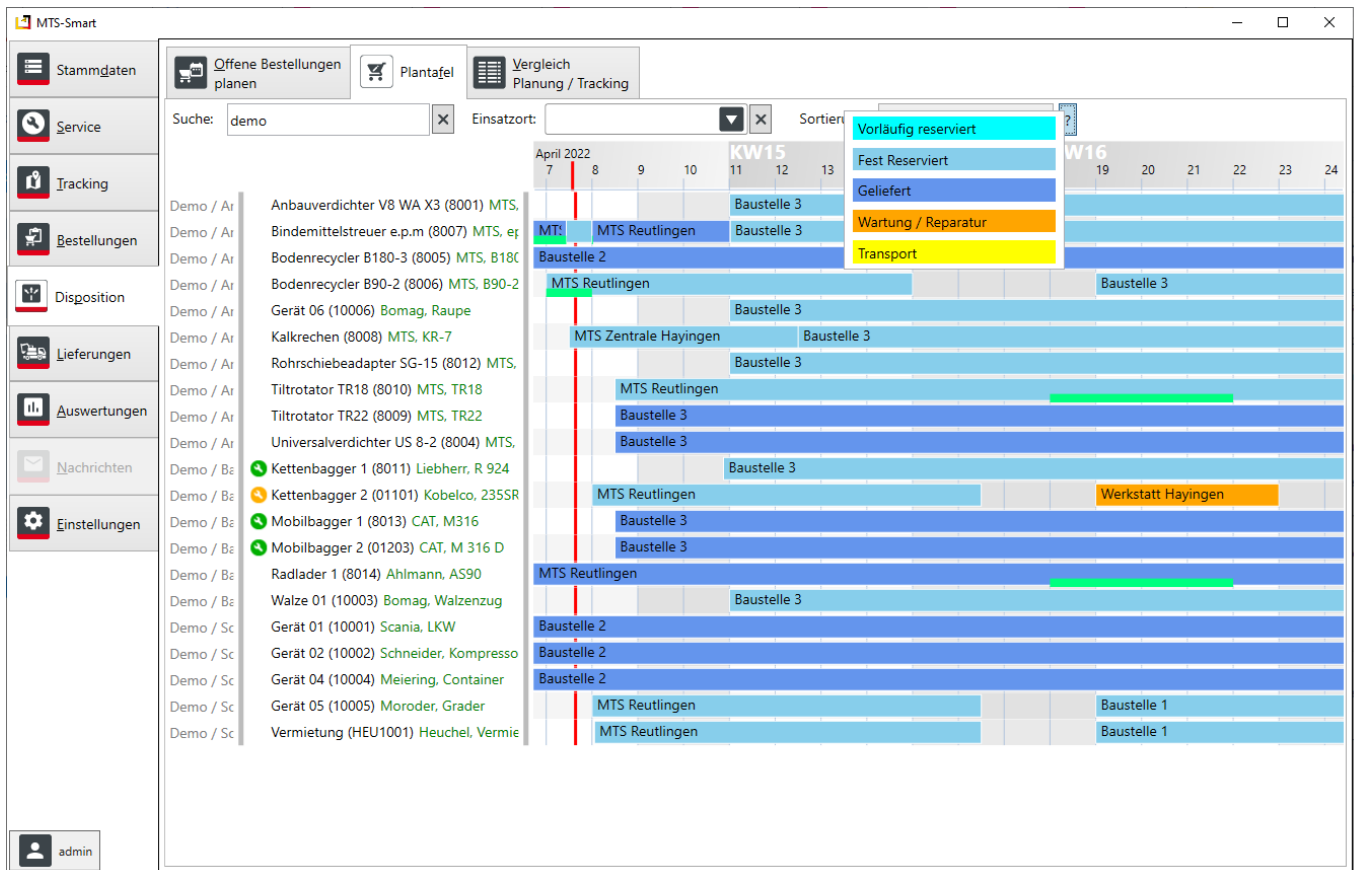 MTS-Smart
Stammdaten
Service
Tracking
Bestellungen
Disposition
Lieferungen
Auswertungen
Nachrichten
Einstellungen
admin
Offene Bestellungen
planen
Plantafel
Vergleich
Planung / Tracking
Suche: demo Einsatzort: Sortieru ?
Vorläufig reserviert
Fest Reserviert
Geliefert
Wartung / Reparatur
Transport
April 2022 KW15 W16
7 8 9 10 11 12 13 19 20 21 22 23 24
Demo / Ar Anbauverdichter V8 WA X3 (8001) MTS, Baustelle 3
Demo / Ar Bindemittelstreuer e.p.m (8007) MTS, ep MTS MTS Reutlingen Baustelle 3
Demo / Ar Bodenrecycler B180-3 (8005) MTS, B180 Baustelle 2
Demo / Ar Bodenrecycler B90-2 (8006) MTS, B90-2 MTS Reutlingen Baustelle 3
Demo / Ar Gerät 06 (10006) Bomag, Raupe Baustelle 3
Demo / Ar Kalkrechen (8008) MTS, KR-7 MTS Zentrale Hayingen Baustelle 3
Demo / Ar Rohrschiebeadapter SG-15 (8012) MTS, Baustelle 3
Demo / Ar Tiltrotator TR18 (8010) MTS, TR18 MTS Reutlingen
Demo / Ar Tiltrotator TR22 (8009) MTS, TR22 Baustelle 3
Demo / Ar Universalverdichter US 8-2 (8004) MTS, Baustelle 3
Demo / Ba Kettenbagger 1 (8011) Liebherr, R 924 Baustelle 3
Demo / Ba Kettenbagger 2 (01101) Kobelco, 235SR MTS Reutlingen Werkstatt Hayingen
Demo / Ba Mobilbagger 1 (8013) CAT, M316 Baustelle 3
Demo / Ba Mobilbagger 2 (01203) CAT, M 316 D Baustelle 3
Demo / Ba Radlader 1 (8014) Ahlmann, AS90 MTS Reutlingen
Demo / Ba Walze 01 (10003) Bomag, Walzenzug Baustelle 3
Demo / Sc Gerät 01 (10001) Scania, LKW Baustelle 2
Demo / Sc Gerät 02 (10002) Schneider, Kompresso Baustelle 2
Demo / Sc Gerät 04 (10004) Meiering, Container Baustelle 2
Demo / Sc Gerät 05 (10005) Moroder, Grader MTS Reutlingen Baustelle 1
Demo / Sc Vermietung (HEU1001) Heuchel, Vermie MTS Reutlingen Baustelle 1